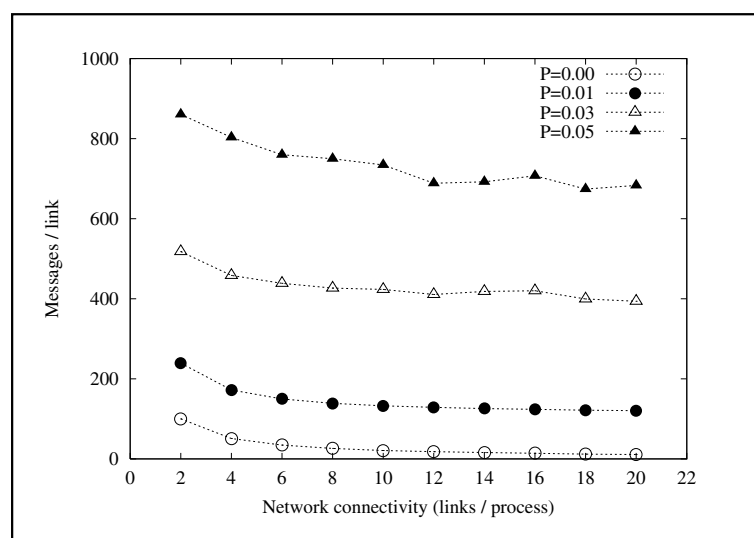 1000
800
600
400
200
0
Messages / link
P=0.00
P=0.01
P=0.03
P=0.05
0 2 4 6 8 10 12 14 16 18 20 22
Network connectivity (links / process)